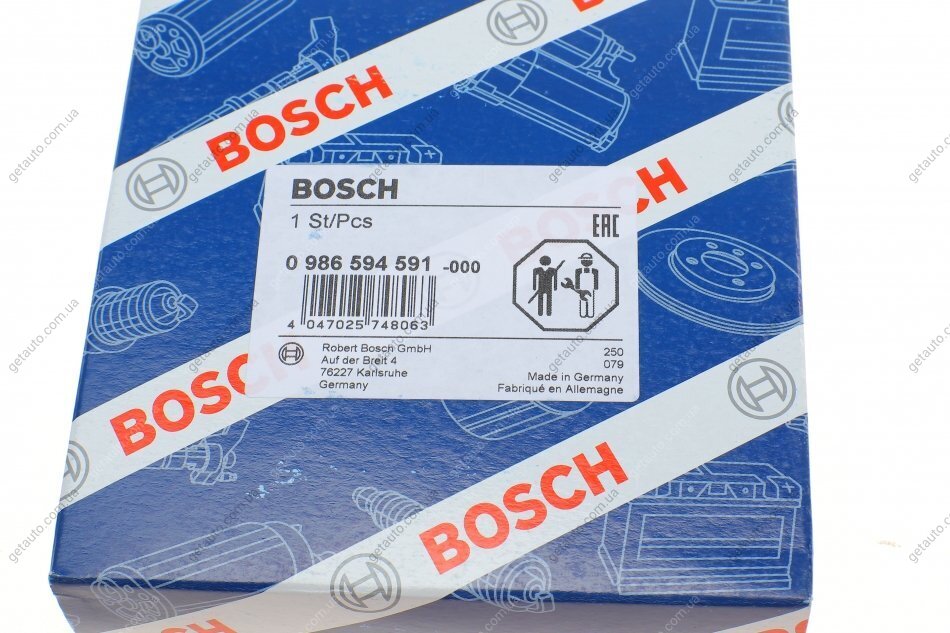 BOSCH
BOSCH
1 St/Pcs
EAC
0 986 594 591 -000
4 047025 748063
Robert Bosch GmbH
Auf der Breit 4
76227 Karlsruhe
Germany
250
079
Made in Germany
Fabriqué en Allemagne
BOSCH
BOSCH
getauto.com.ua